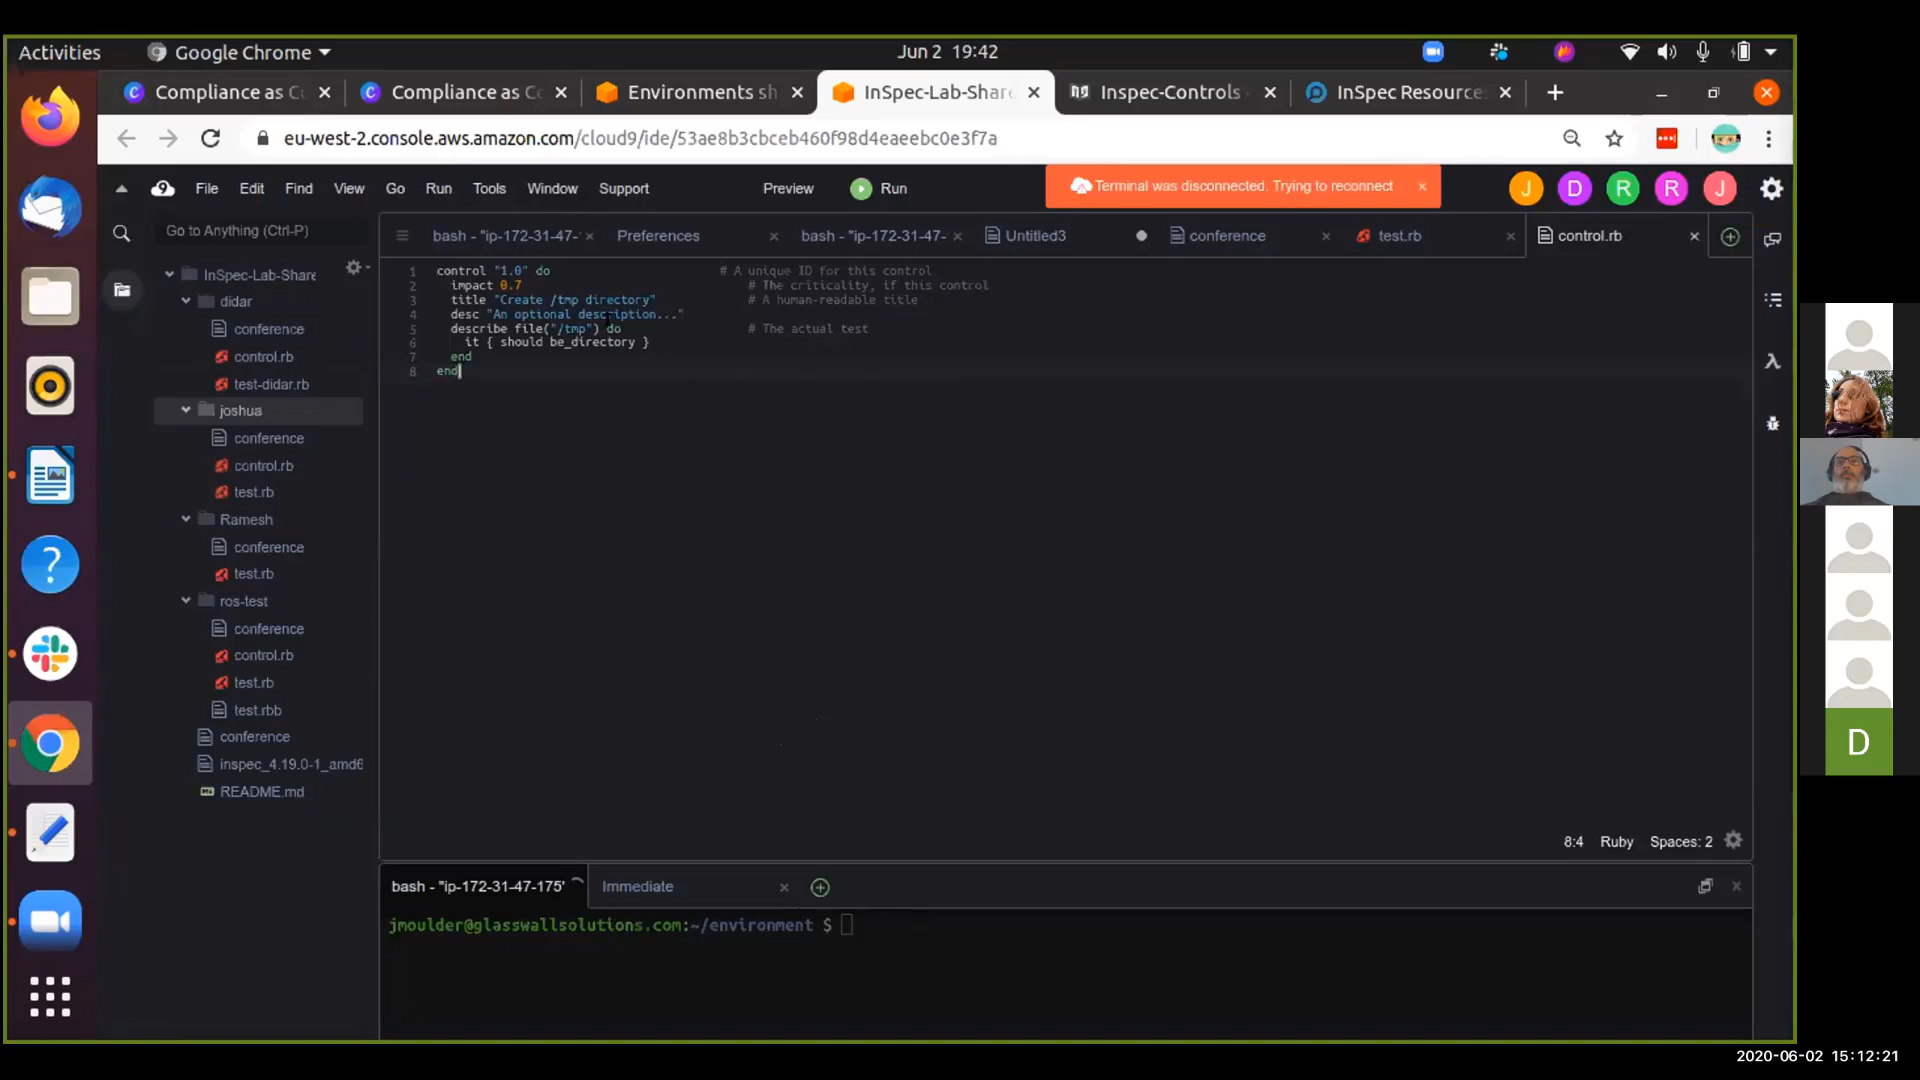 Activities
Google Chrome
Jun 2 19:42
Compliance as C
Compliance as C
Environments sh
InSpec-Lab-Share
Inspec-Controls
InSpec Resource
eu-west-2.console.aws.amazon.com/cloud9/ide/53ae8b3cbceb460f98d4eaeebc0e3f7a
File Edit Find View Go Run Tools Window Support
Preview
Run
Terminal was disconnected. Trying to reconnect
J D R R J
Go to Anything (Ctrl-P)
bash - "ip-172-31-47-
Preferences
bash - "ip-172-31-47-
Untitled3
conference
test.rb
control.rb
InSpec-Lab-Share
didar
conference
control.rb
test-didar.rb
joshua
conference
control.rb
test.rb
Ramesh
conference
test.rb
ros-test
conference
control.rb
test.rb
test.rbb
conference
inspec_4.19.0-1_amd6
README.md
1 control "1.0" do # A unique ID for this control
2 impact 0.7 # The criticality, if this control
3 title "Create /tmp directory" # A human-readable title
4 desc "An optional description..."
5 describe file("/tmp") do # The actual test
6 it { should be_directory }
7 end
8 end
8:4 Ruby Spaces: 2
bash - "ip-172-31-47-175"
Immediate
jmoulder@glasswallsolutions.com:~/environment $
D
2020-06-02 15:12:21